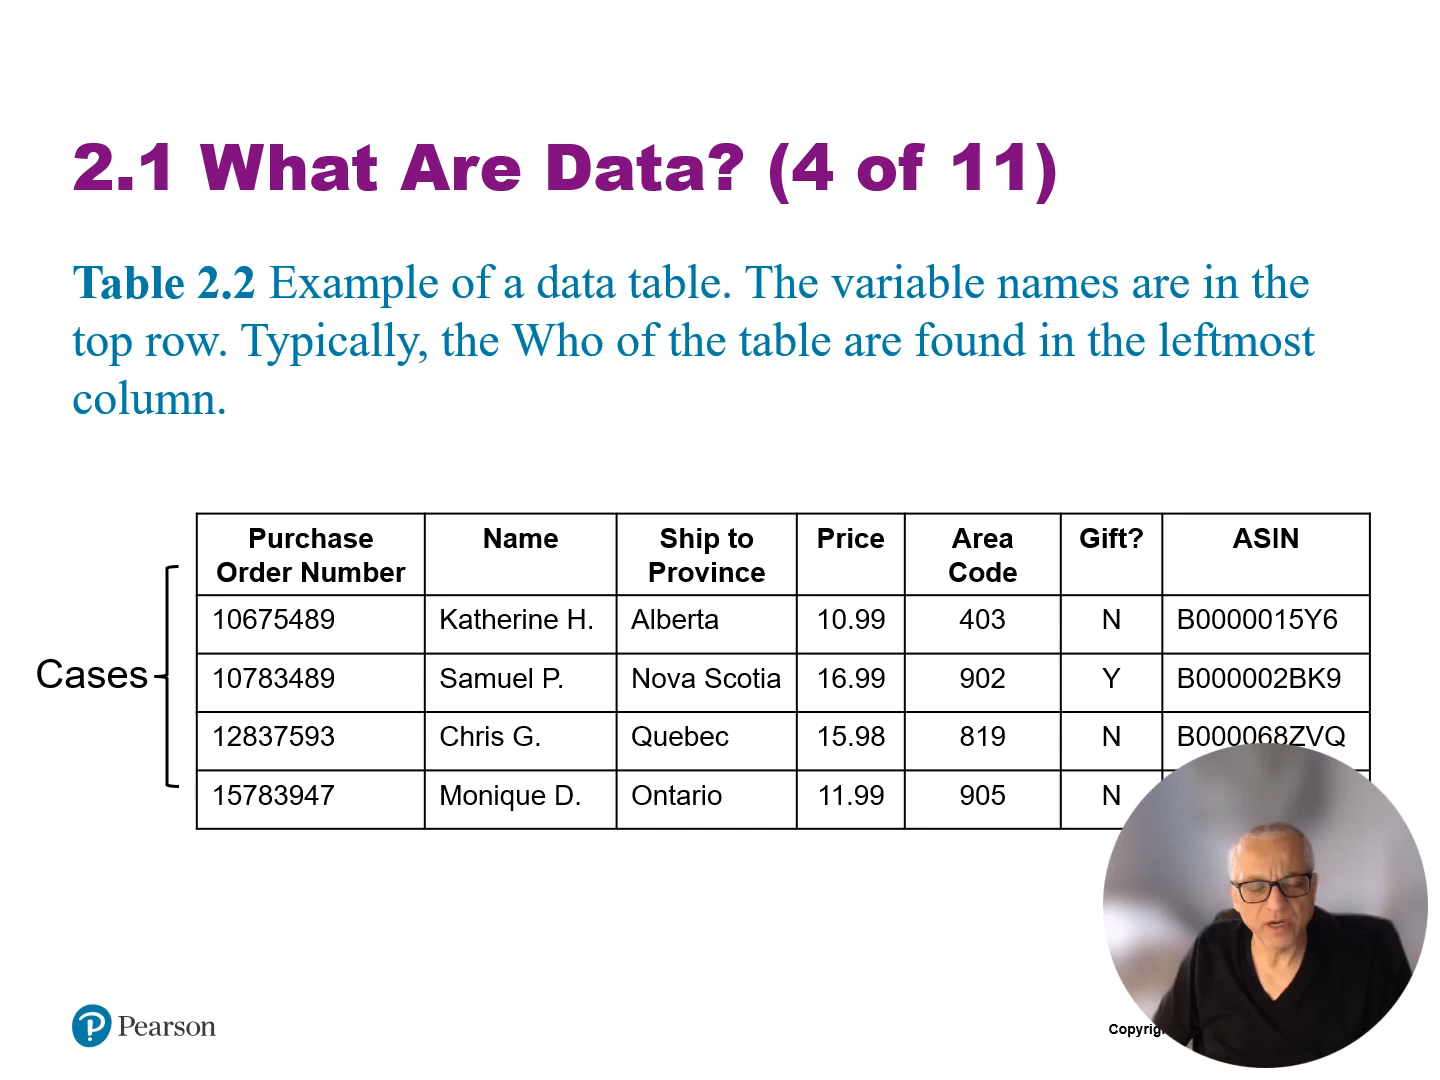 2.1 What Are Data? (4 of 11)
Table 2.2 Example of a data table. The variable names are in the
top row. Typically, the Who of the table are found in the leftmost
column.
Purchase Order Number Name Ship to Province Price Area Code Gift? ASIN
10675489 Katherine H. Alberta 10.99 403 N B0000015Y6
Cases
10783489 Samuel P. Nova Scotia 16.99 902 Y B000002BK9
12837593 Chris G. Quebec 15.98 819 N B000068ZVQ
15783947 Monique D. Ontario 11.99 905 N
Pearson